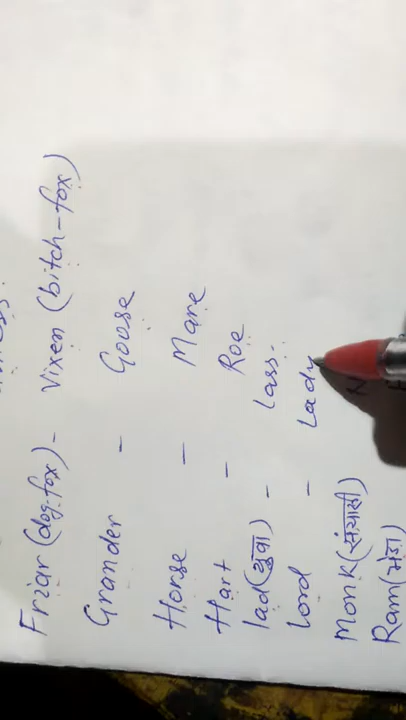 Friar (dog-fox) - Vixen (bitch-fox)
Grander - Goose
Horse - Mare
Hart - Roe
lad (युवा) - Lass.
Lord - Lady
Monk (संयासी) N
Ram (भेड़ा)